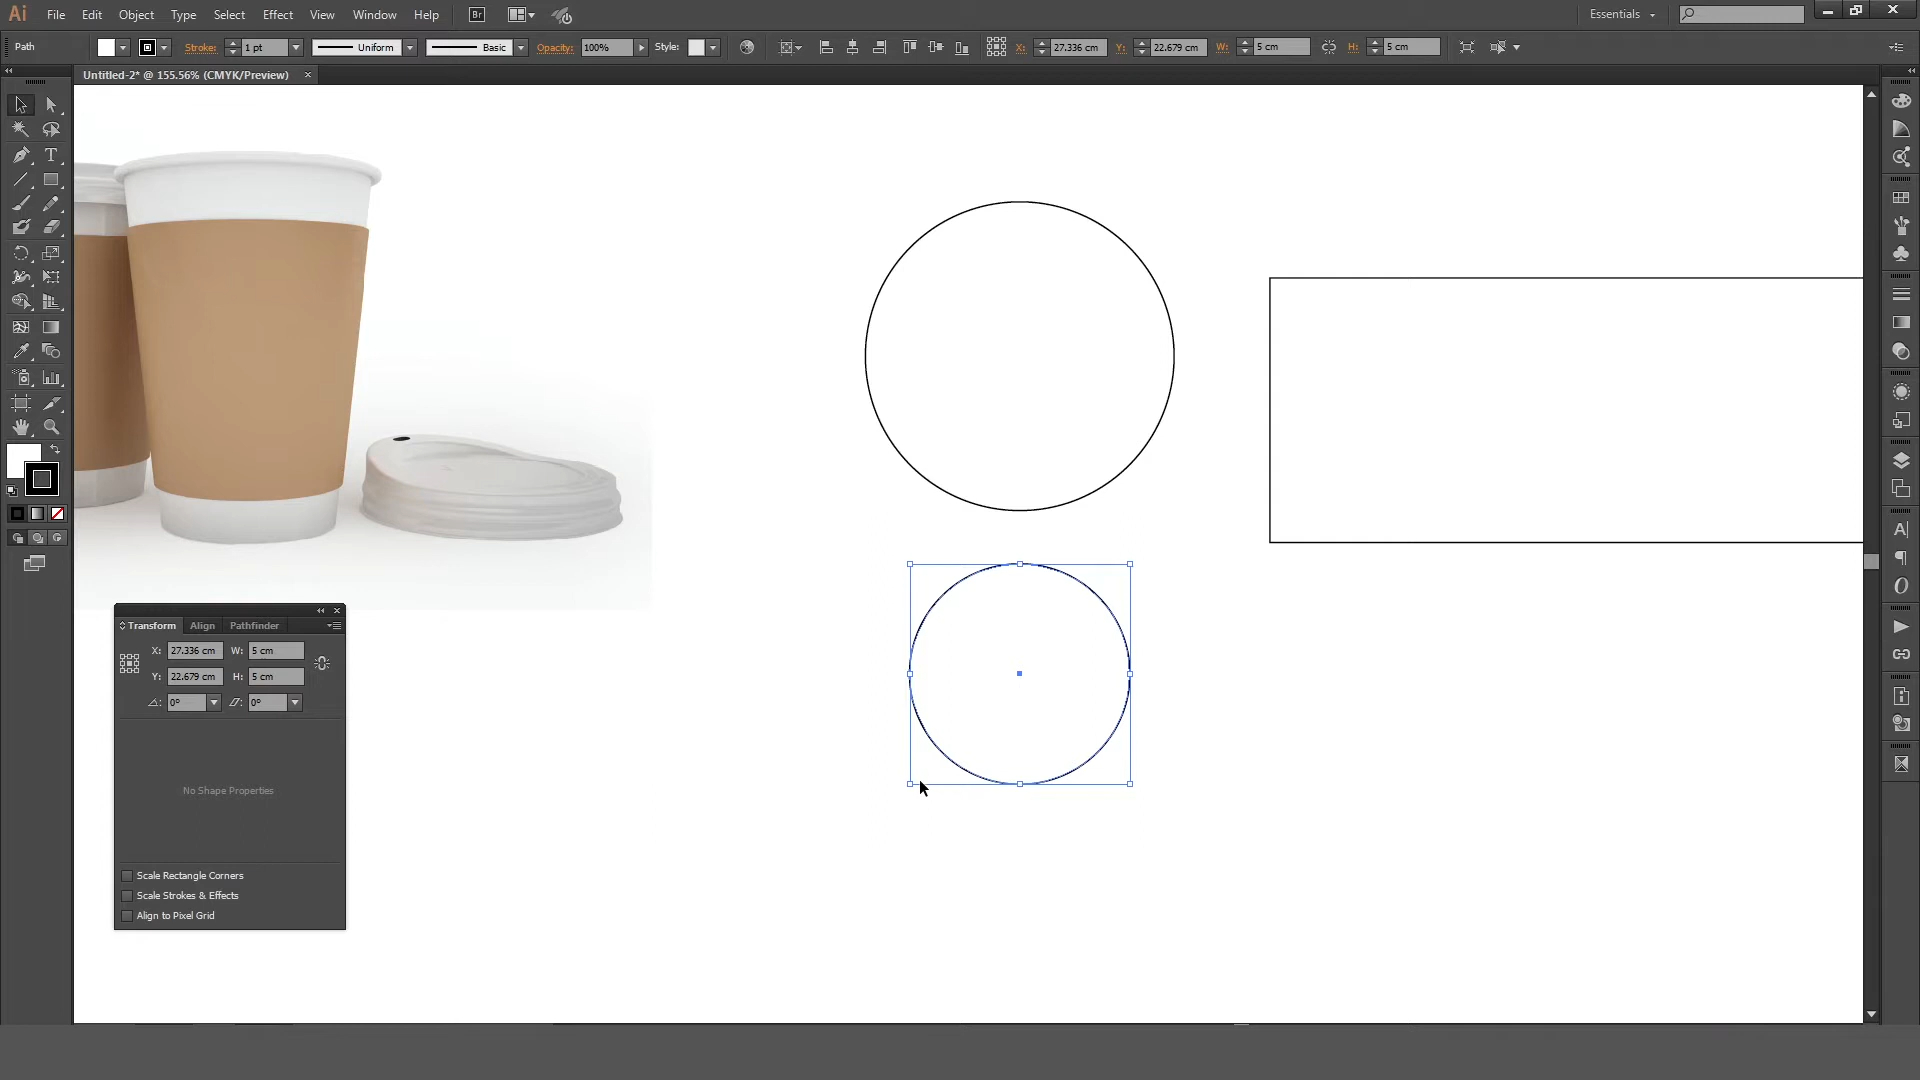 Ai File Edit Object Type Select Effect View Window Help Br Essentials
Path Stroke: 1 pt Uniform Basic Opacity: 100% Style: X: 27.336 cm Y: 22.679 cm W: 5 cm H: 5 cm
Untitled-2* @ 155.56% (CMYK/Preview) ×
Transform Align Pathfinder
X: 27.336 cm W: 5 cm
Y: 22.679 cm H: 5 cm
0° 0°
No Shape Properties
Scale Rectangle Corners
Scale Strokes & Effects
Align to Pixel Grid